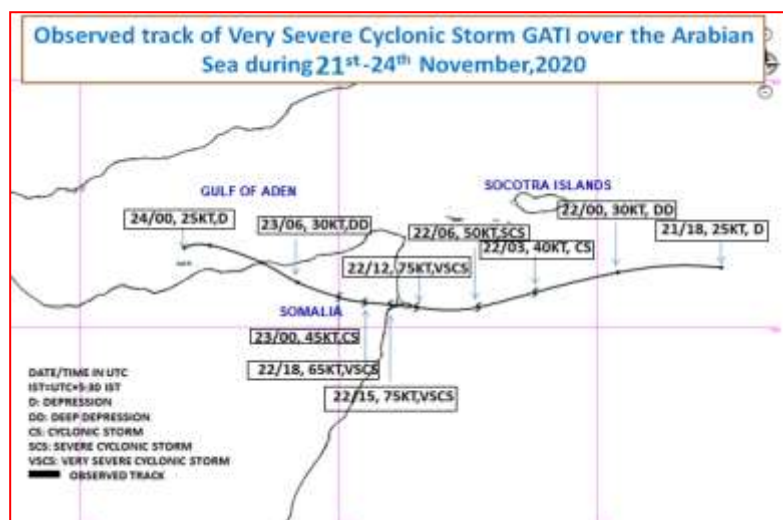 Observed track of Very Severe Cyclonic Storm GATI over the Arabian
Sea during 21st-24th November,2020
GULF OF ADEN
SOCOTRA ISLANDS
24/00, 25KT,D
23/06, 30KT,DD
22/06, 50KT,SCS
22/00, 30KT, DD
21/18, 25KT, D
22/03, 40KT, CS
22/12, 75KT,VSCS
SOMALIA
23/00, 45KT,CS
22/18, 65KT,VSCS
22/15, 75KT,VSCS
DATE/TIME IN UTC
IST=UTC+5:30 IST
D: DEPRESSION
DD: DEEP DEPRESSION
CS: CYCLONIC STORM
SCS: SEVERE CYCLONIC STORM
VSCS: VERY SEVERE CYCLONIC STORM
OBSERVED TRACK